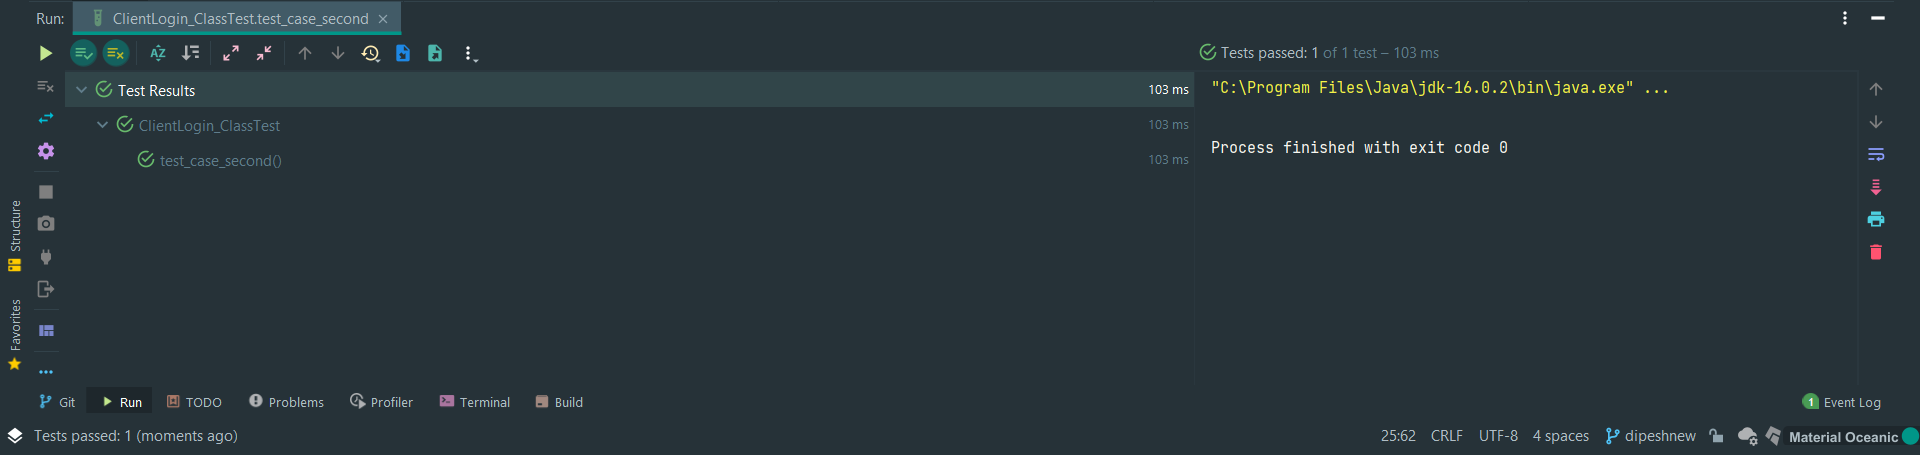 Run: ClientLogin_ClassTest.test_case_second ×
Tests passed: 1 of 1 test – 103 ms
Test Results 103 ms
ClientLogin_ClassTest 103 ms
test_case_second() 103 ms
"C:\Program Files\Java\jdk-16.0.2\bin\java.exe" ...
Process finished with exit code 0
Structure
Favorites
Git Run TODO Problems Profiler Terminal Build 1 Event Log
Tests passed: 1 (moments ago) 25:62 CRLF UTF-8 4 spaces dipeshnew Material Oceanic